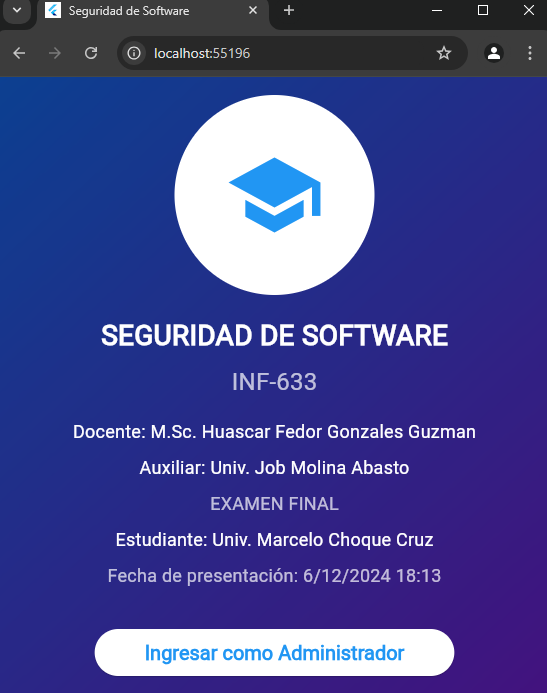 Seguridad de Software
localhost:55196
SEGURIDAD DE SOFTWARE
INF-633
Docente: M.Sc. Huascar Fedor Gonzales Guzman
Auxiliar: Univ. Job Molina Abasto
EXAMEN FINAL
Estudiante: Univ. Marcelo Choque Cruz
Fecha de presentación: 6/12/2024 18:13
Ingresar como Administrador